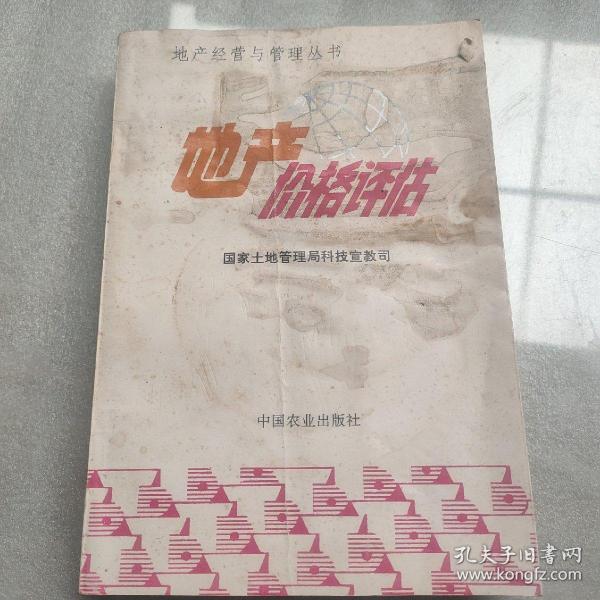 地产经营与管理丛书
地产
价格评估
国家土地管理局科技宣教司
中国农业出版社
孔夫子旧书网
www.kongfz.com